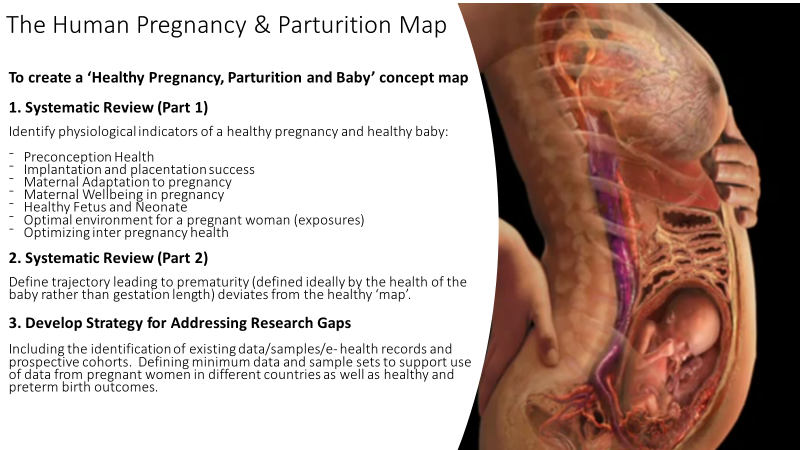 The Human Pregnancy & Parturition Map
To create a ‘Healthy Pregnancy, Parturition and Baby’ concept map
1. Systematic Review (Part 1)
Identify physiological indicators of a healthy pregnancy and healthy baby:
- Preconception Health
- Implantation and placentation success
- Maternal Adaptation to pregnancy
- Maternal Wellbeing in pregnancy
- Healthy Fetus and Neonate
- Optimal environment for a pregnant woman (exposures)
- Optimizing inter pregnancy health
2. Systematic Review (Part 2)
Define trajectory leading to prematurity (defined ideally by the health of the
baby rather than gestation length) deviates from the healthy ‘map’.
3. Develop Strategy for Addressing Research Gaps
Including the identification of existing data/samples/e-health records and
prospective cohorts. Defining minimum data and sample sets to support use
of data from pregnant women in different countries as well as healthy and
preterm birth outcomes.